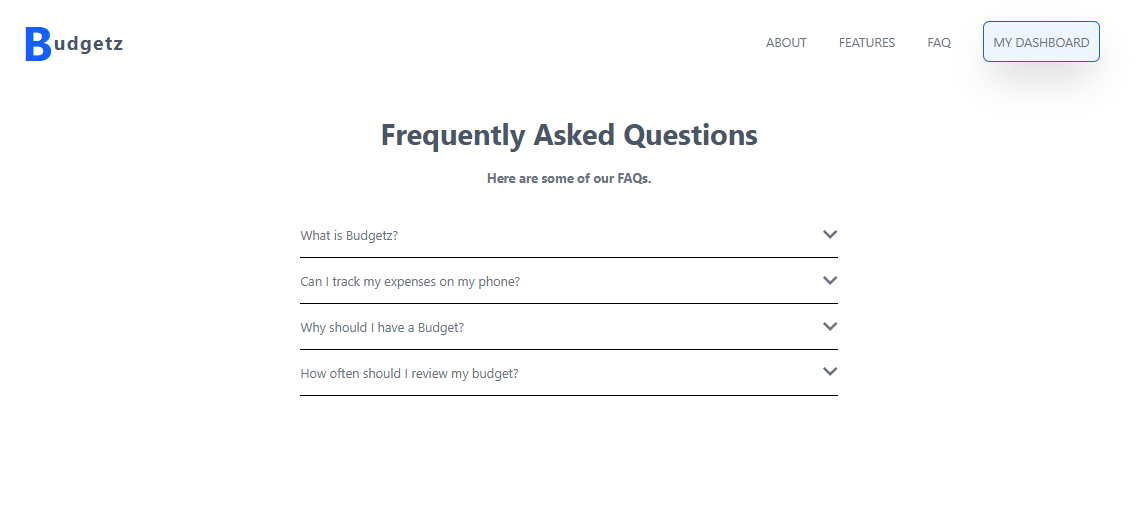 Budgetz
ABOUT FEATURES FAQ MY DASHBOARD
Frequently Asked Questions
Here are some of our FAQs.
What is Budgetz?
Can I track my expenses on my phone?
Why should I have a Budget?
How often should I review my budget?